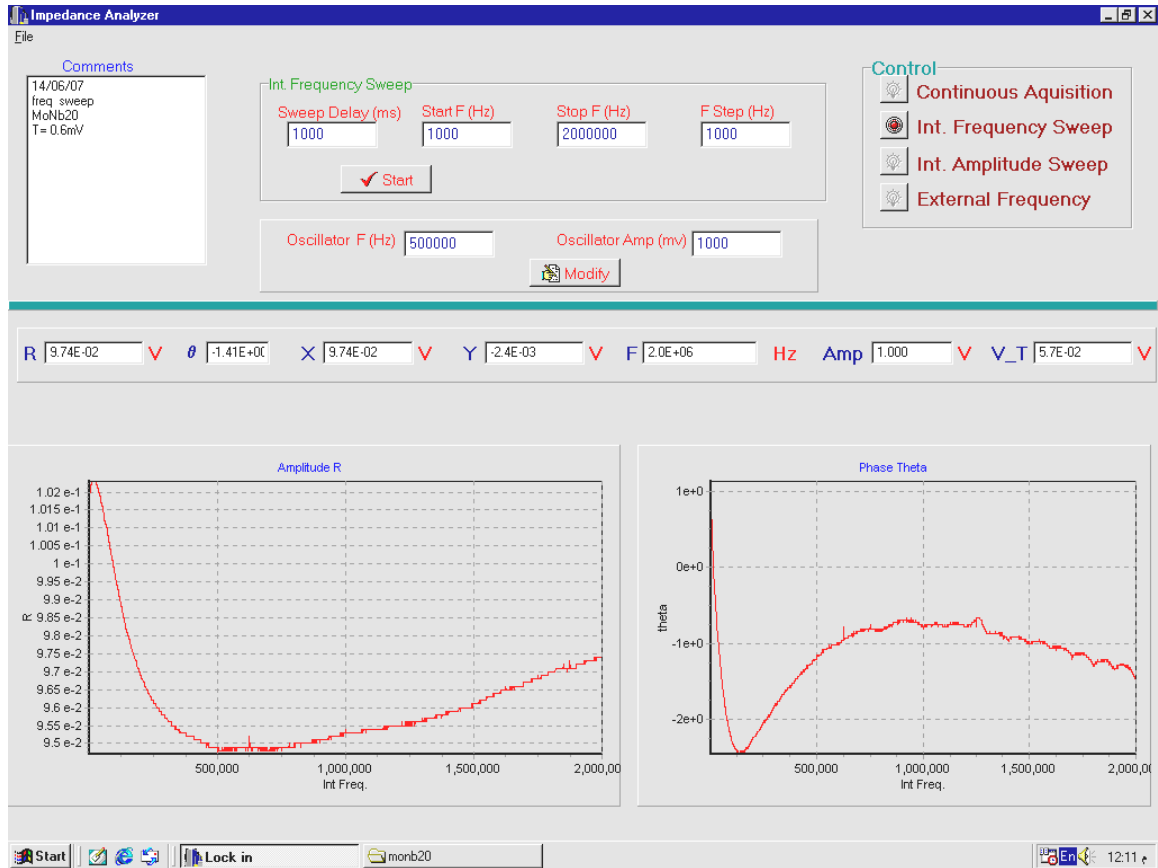 Impedance Analyzer
File
Comments
14/06/07
freq sweep
MoNb20
T= 0.6mV
Int. Frequency Sweep
Sweep Delay (ms)
Start F (Hz)
Stop F (Hz)
F Step (Hz)
1000
1000
2000000
1000
Start
Oscillator F (Hz)
500000
Oscillator Amp (mv)
1000
Modify
Control
Continuous Aquisition
Int. Frequency Sweep
Int. Amplitude Sweep
External Frequency
R 9.74E-02 V
θ -1.41E+00
X 9.74E-02 V
Y -2.4E-03 V
F 2.0E+06 Hz
Amp 1.000 V
V_T 5.7E-02 V
Amplitude R
1.02 e-1
1.015 e-1
1.01 e-1
1.005 e-1
1 e-1
9.95 e-2
9.9 e-2
9.85 e-2
9.8 e-2
9.75 e-2
9.7 e-2
9.65 e-2
9.6 e-2
9.55 e-2
9.5 e-2
R
500,000
1,000,000
1,500,000
2,000,00
Int Freq.
Phase Theta
1e+0
0e+0
-1e+0
-2e+0
theta
500,000
1,000,000
1,500,000
2,000,00
Int Freq.
Start
Lock in
monb20
En
12:11 م